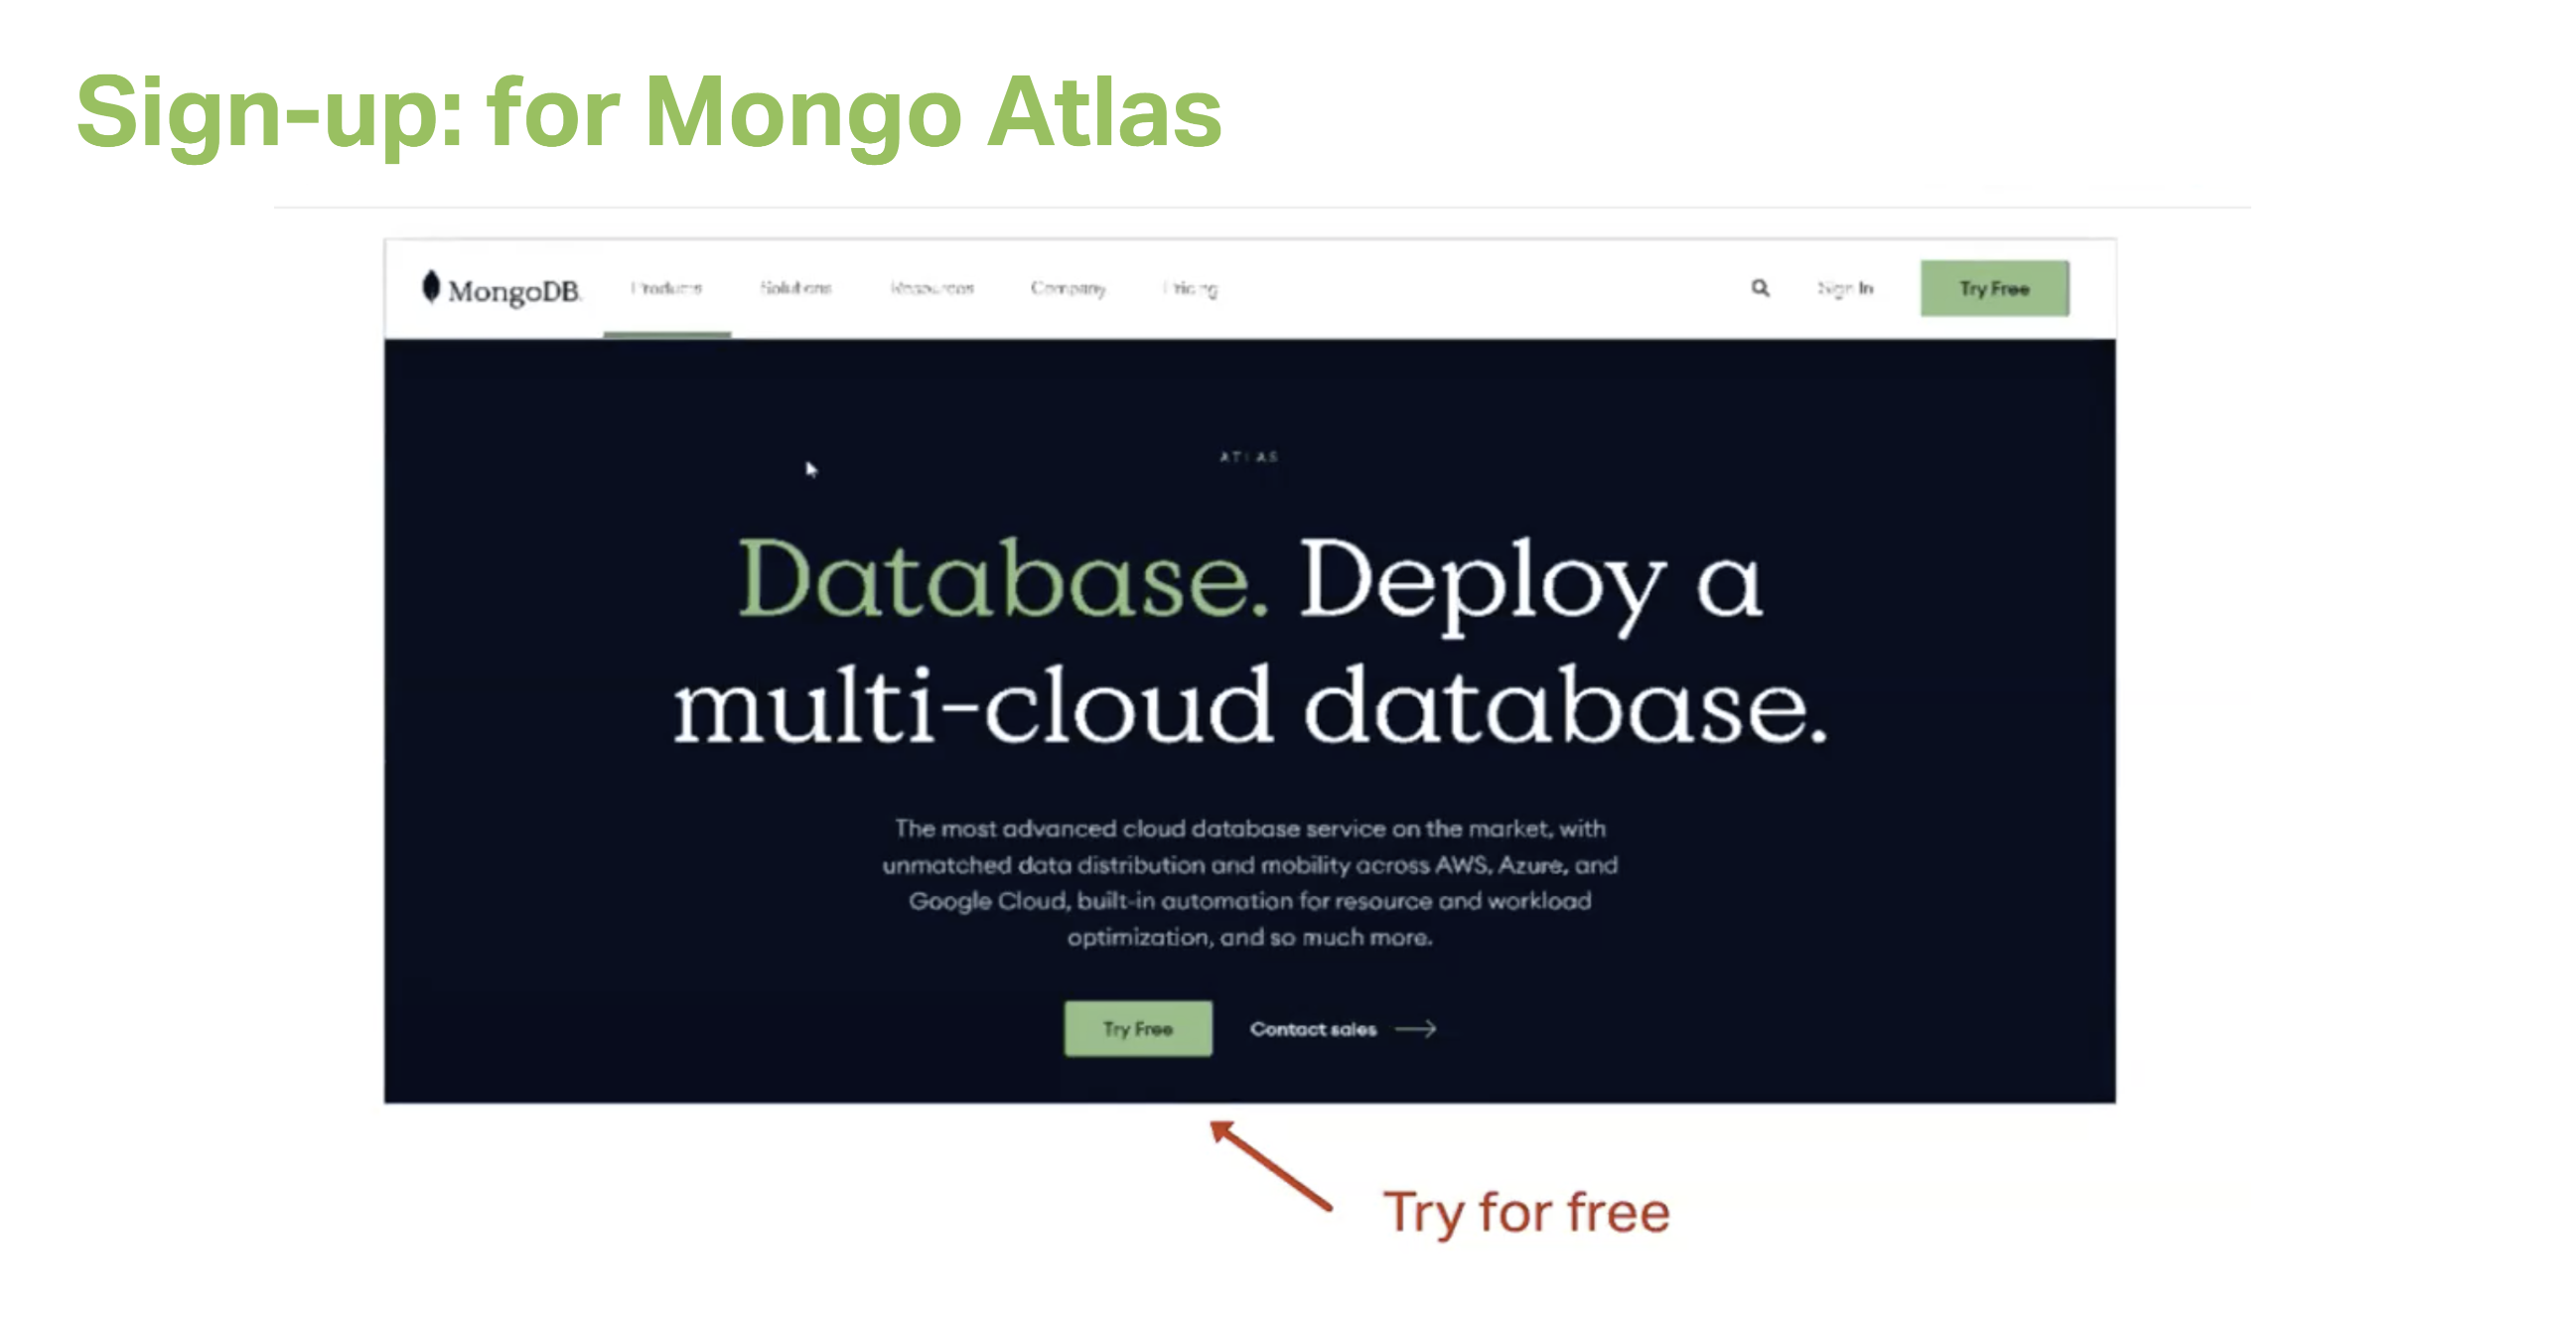 Sign-up: for Mongo Atlas
MongoDB.
Products
Solutions
Resources
Company
Pricing
Sign In
Try Free
ATLAS
Database. Deploy a
multi-cloud database.
The most advanced cloud database service on the market, with
unmatched data distribution and mobility across AWS, Azure, and
Google Cloud, built-in automation for resource and workload
optimization, and so much more.
Try Free
Contact sales
Try for free